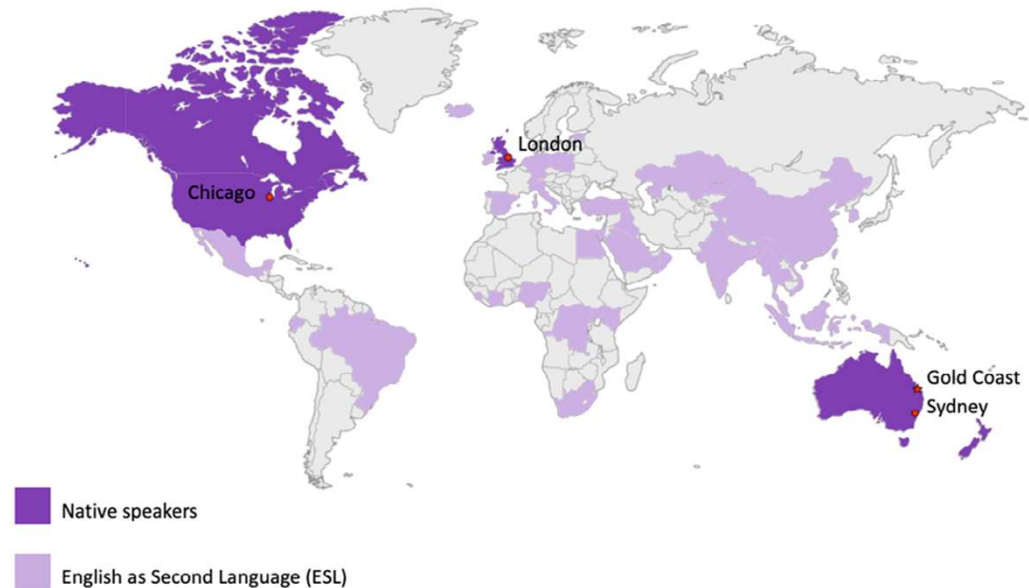 London
Chicago
Gold Coast
Sydney
Native speakers
English as Second Language (ESL)